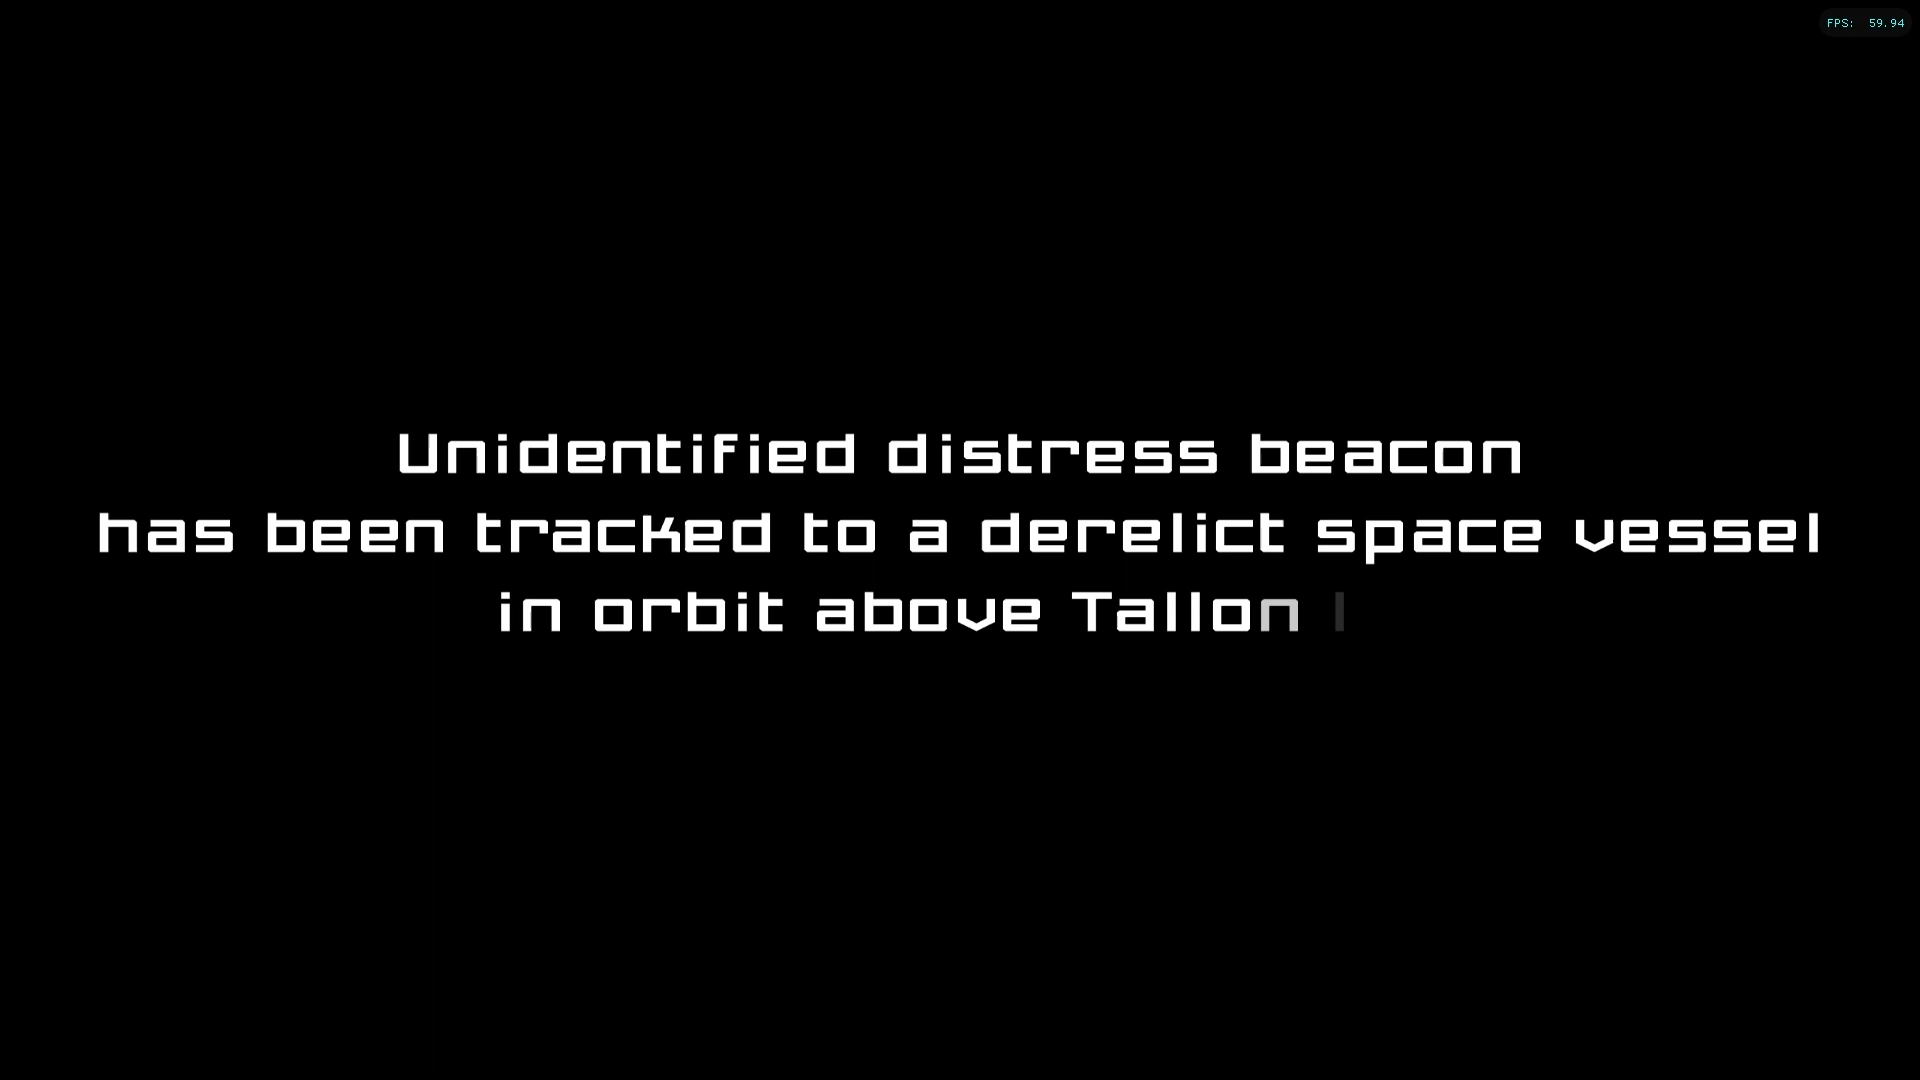 FPS: 59.94
Unidentified distress beacon
has been tracked to a derelict space vessel
in orbit above Tallon I